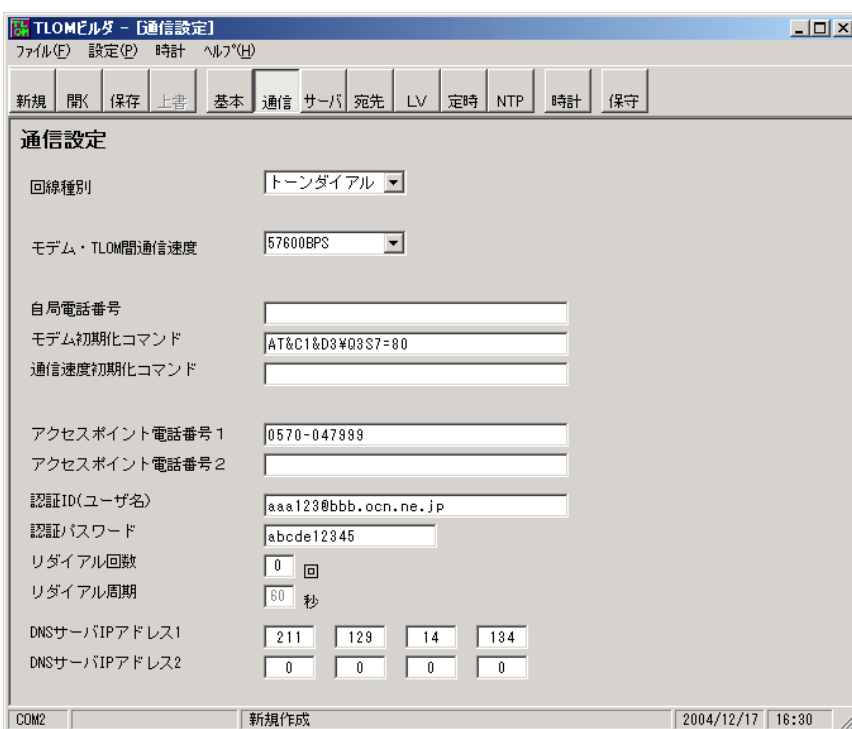 TLOMビルダ - [通信設定]
ファイル(F) 設定(P) 時計 ヘルプ(H)
新規 開く 保存 上書 基本 通信 サーバ 宛先 LV 定時 NTP 時計 保守
通信設定
回線種別 トーンダイアル
モデム・TLOM間通信速度 57600BPS
自局電話番号
モデム初期化コマンド AT&C1&D3¥Q3S7=80
通信速度初期化コマンド
アクセスポイント電話番号1 0570-047999
アクセスポイント電話番号2
認証ID(ユーザ名) aaa123@bbb.ocn.ne.jp
認証パスワード abcde12345
リダイアル回数 0 回
リダイアル周期 60 秒
DNSサーバIPアドレス1 211 129 14 134
DNSサーバIPアドレス2 0 0 0 0
COM2 新規作成 2004/12/17 16:30